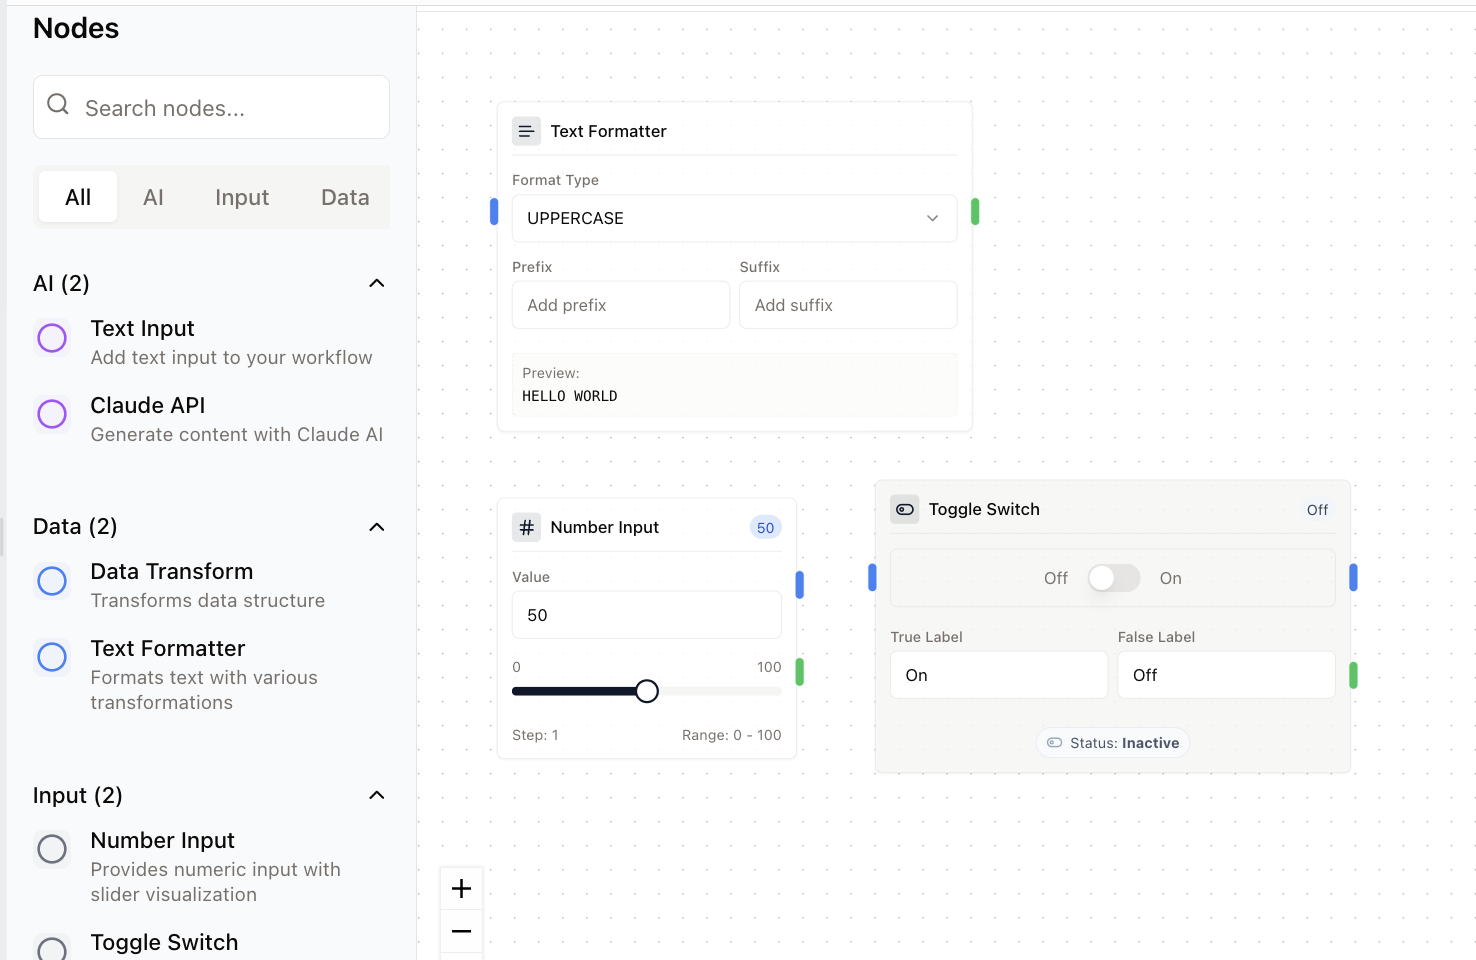 Nodes
Search nodes...
All
AI
Input
Data
AI (2)
Text Input
Add text input to your workflow
Claude API
Generate content with Claude AI
Data (2)
Data Transform
Transforms data structure
Text Formatter
Formats text with various
transformations
Input (2)
Number Input
Provides numeric input with
slider visualization
Toggle Switch
Text Formatter
Format Type
UPPERCASE
Prefix
Suffix
Add prefix
Add suffix
Preview:
HELLO WORLD
Number Input
50
Value
50
0
100
Step: 1
Range: 0 - 100
Toggle Switch
Off
Off
On
True Label
False Label
On
Off
Status: Inactive